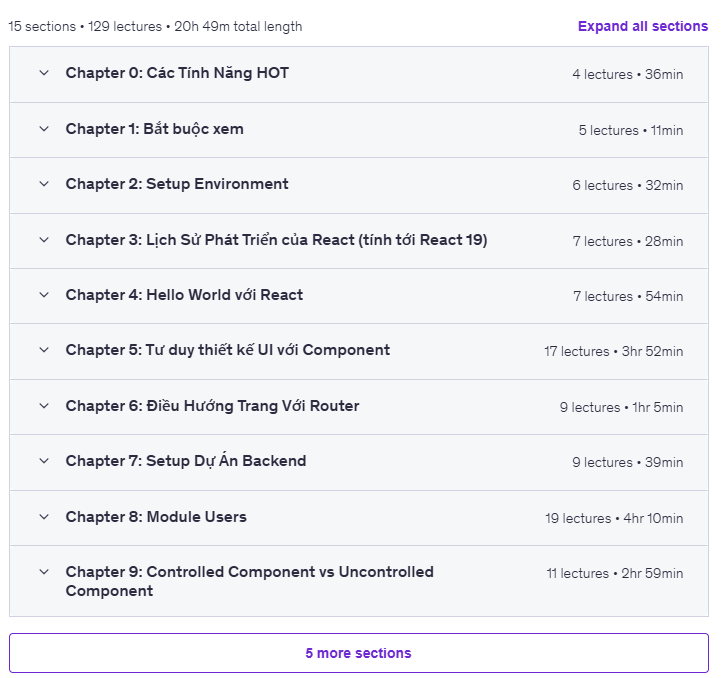 15 sections • 129 lectures • 20h 49m total length
Expand all sections
Chapter 0: Các Tính Năng HOT
4 lectures • 36min
Chapter 1: Bắt buộc xem
5 lectures • 11min
Chapter 2: Setup Environment
6 lectures • 32min
Chapter 3: Lịch Sử Phát Triển của React (tính tới React 19)
7 lectures • 28min
Chapter 4: Hello World với React
7 lectures • 54min
Chapter 5: Tư duy thiết kế UI với Component
17 lectures • 3hr 52min
Chapter 6: Điều Hướng Trang Với Router
9 lectures • 1hr 5min
Chapter 7: Setup Dự Án Backend
9 lectures • 39min
Chapter 8: Module Users
19 lectures • 4hr 10min
Chapter 9: Controlled Component vs Uncontrolled
Component
11 lectures • 2hr 59min
5 more sections